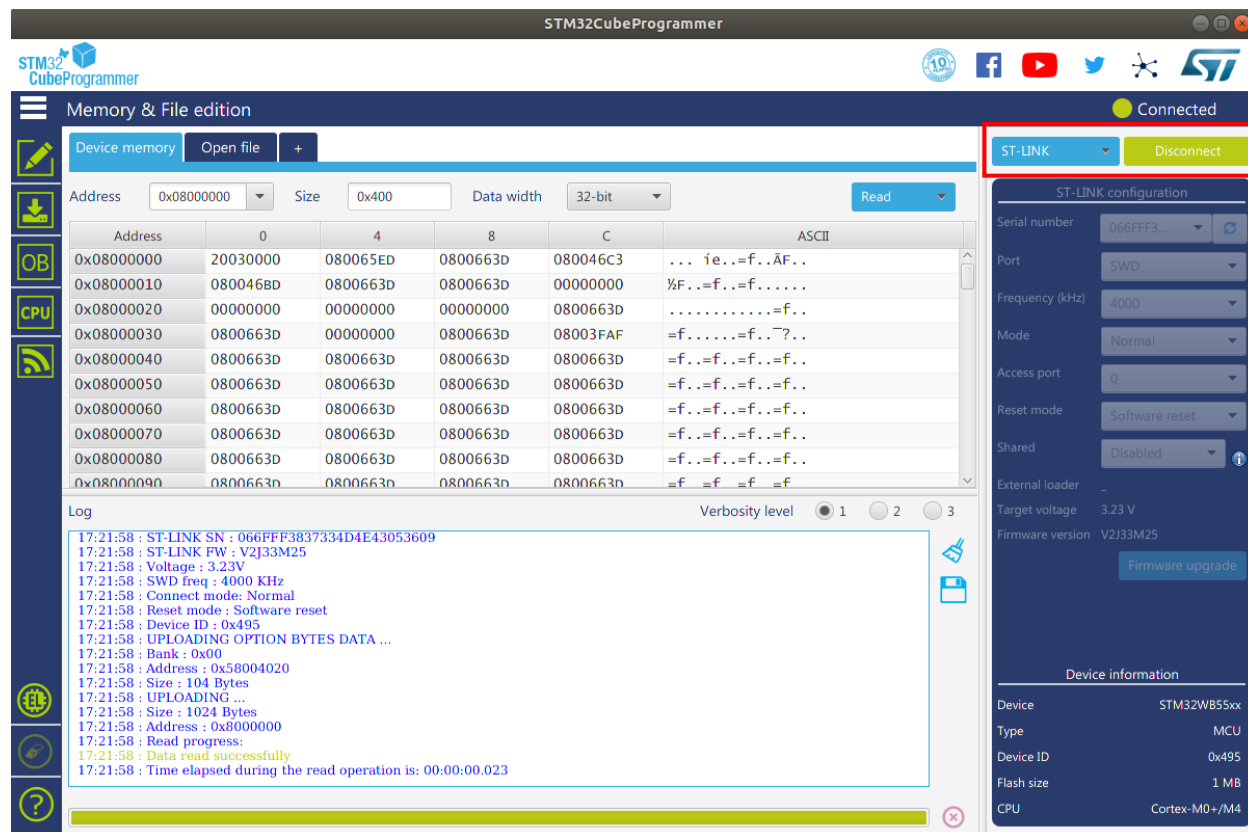 STM32CubeProgrammer
STM32
CubeProgrammer
10
Memory & File edition
Connected
Device memory Open file +
ST-LINK Disconnect
Address 0x08000000 Size 0x400 Data width 32-bit Read
Address 0 4 8 C ASCII
0x08000000 20030000 080065ED 0800663D 080046C3 ... íe..=f..ÃF..
0x08000010 080046BD 0800663D 0800663D 00000000 ½F..=f..=f......
0x08000020 00000000 00000000 00000000 0800663D ............=f..
0x08000030 0800663D 00000000 0800663D 08003FAF =f......=f..¯?..
0x08000040 0800663D 0800663D 0800663D 0800663D =f..=f..=f..=f..
0x08000050 0800663D 0800663D 0800663D 0800663D =f..=f..=f..=f..
0x08000060 0800663D 0800663D 0800663D 0800663D =f..=f..=f..=f..
0x08000070 0800663D 0800663D 0800663D 0800663D =f..=f..=f..=f..
0x08000080 0800663D 0800663D 0800663D 0800663D =f..=f..=f..=f..
0x08000090 0800663D 0800663D 0800663D 0800663D =f  =f  =f  =f
OB
CPU
Log Verbosity level 1 2 3
17:21:58 : ST-LINK SN : 066FFF3837334D4E43053609
17:21:58 : ST-LINK FW : V2J33M25
17:21:58 : Voltage : 3.23V
17:21:58 : SWD freq : 4000 KHz
17:21:58 : Connect mode: Normal
17:21:58 : Reset mode : Software reset
17:21:58 : Device ID : 0x495
17:21:58 : UPLOADING OPTION BYTES DATA ...
17:21:58 : Bank : 0x00
17:21:58 : Address : 0x58004020
17:21:58 : Size : 104 Bytes
17:21:58 : UPLOADING ...
17:21:58 : Size : 1024 Bytes
17:21:58 : Address : 0x8000000
17:21:58 : Read progress:
17:21:58 : Data read successfully
17:21:58 : Time elapsed during the read operation is: 00:00:00.023
ST-LINK configuration
Serial number 066FFF3...
Port SWD
Frequency (kHz) 4000
Mode Normal
Access port 0
Reset mode Software reset
Shared Disabled
External loader _
Target voltage 3.23 V
Firmware version V2J33M25
Firmware upgrade
Device information
Device STM32WB55xx
Type MCU
Device ID 0x495
Flash size 1 MB
CPU Cortex-M0+/M4